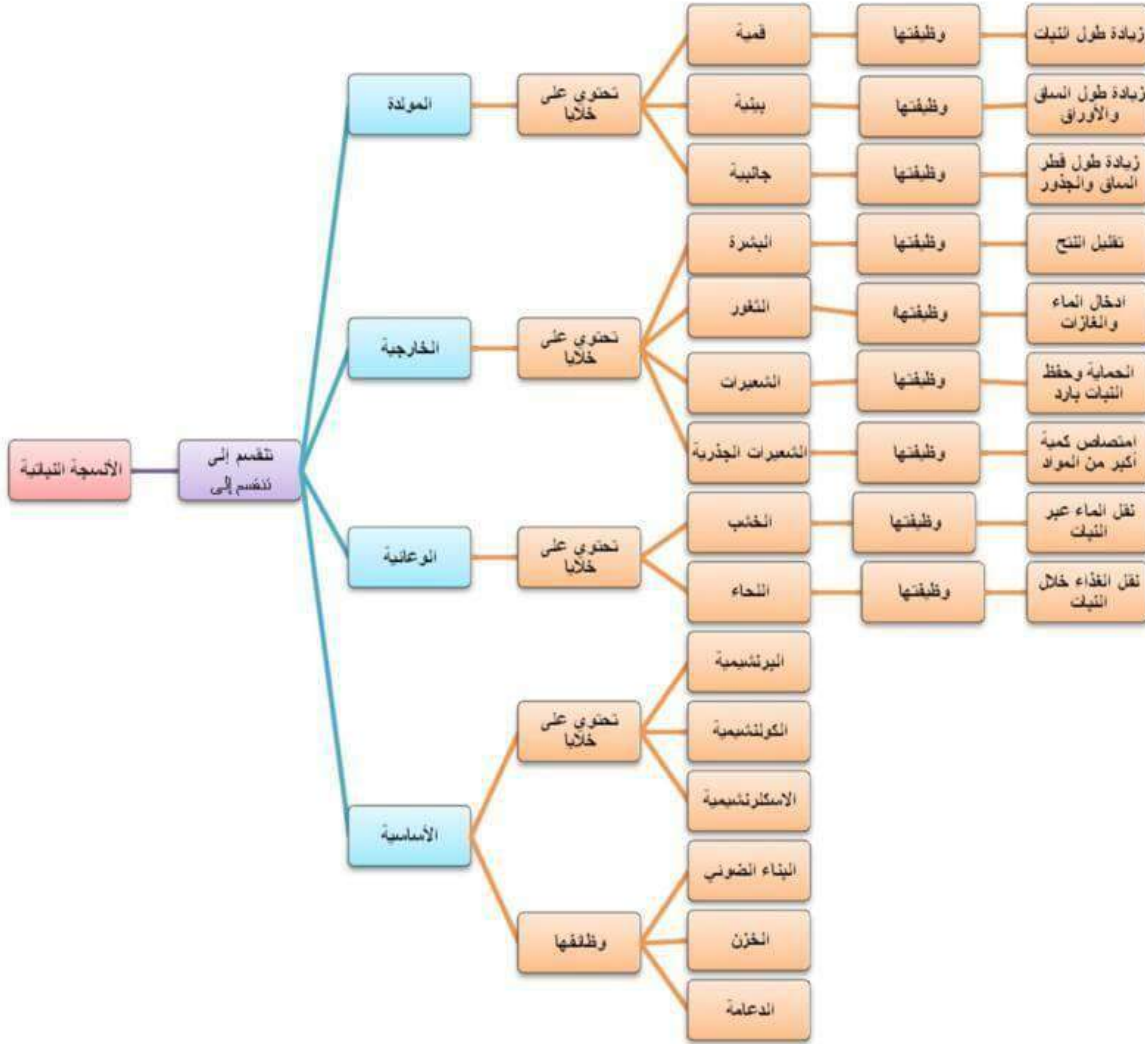 الأنسجة النباتية
تنقسم إلى
تنقسم إلى
المولدة
تحتوي على
خلايا
قمية
وظيفتها
زيادة طول النبات
بينية
وظيفتها
زيادة طول الساق
والأوراق
جانبية
وظيفتها
زيادة طول قطر
الساق والجذور
الخارجية
تحتوي على
خلايا
البشرة
وظيفتها
تقليل النتح
الثغور
وظيفتها
ادخال الماء
والغازات
الشعيرات
وظيفتها
الحماية وحفظ
النبات بارد
الشعيرات الجذرية
وظيفتها
امتصاص كمية
أكبر من المواد
الوعائية
تحتوي على
خلايا
الخشب
وظيفتها
نقل الماء عبر
النبات
اللحاء
وظيفتها
نقل الغذاء خلال
النبات
الأساسية
تحتوي على
خلايا
البرنشيمية
الكولنشيمية
الاسكلرنشيمية
وظائفها
البناء الضوئي
الخزن
الدعامة